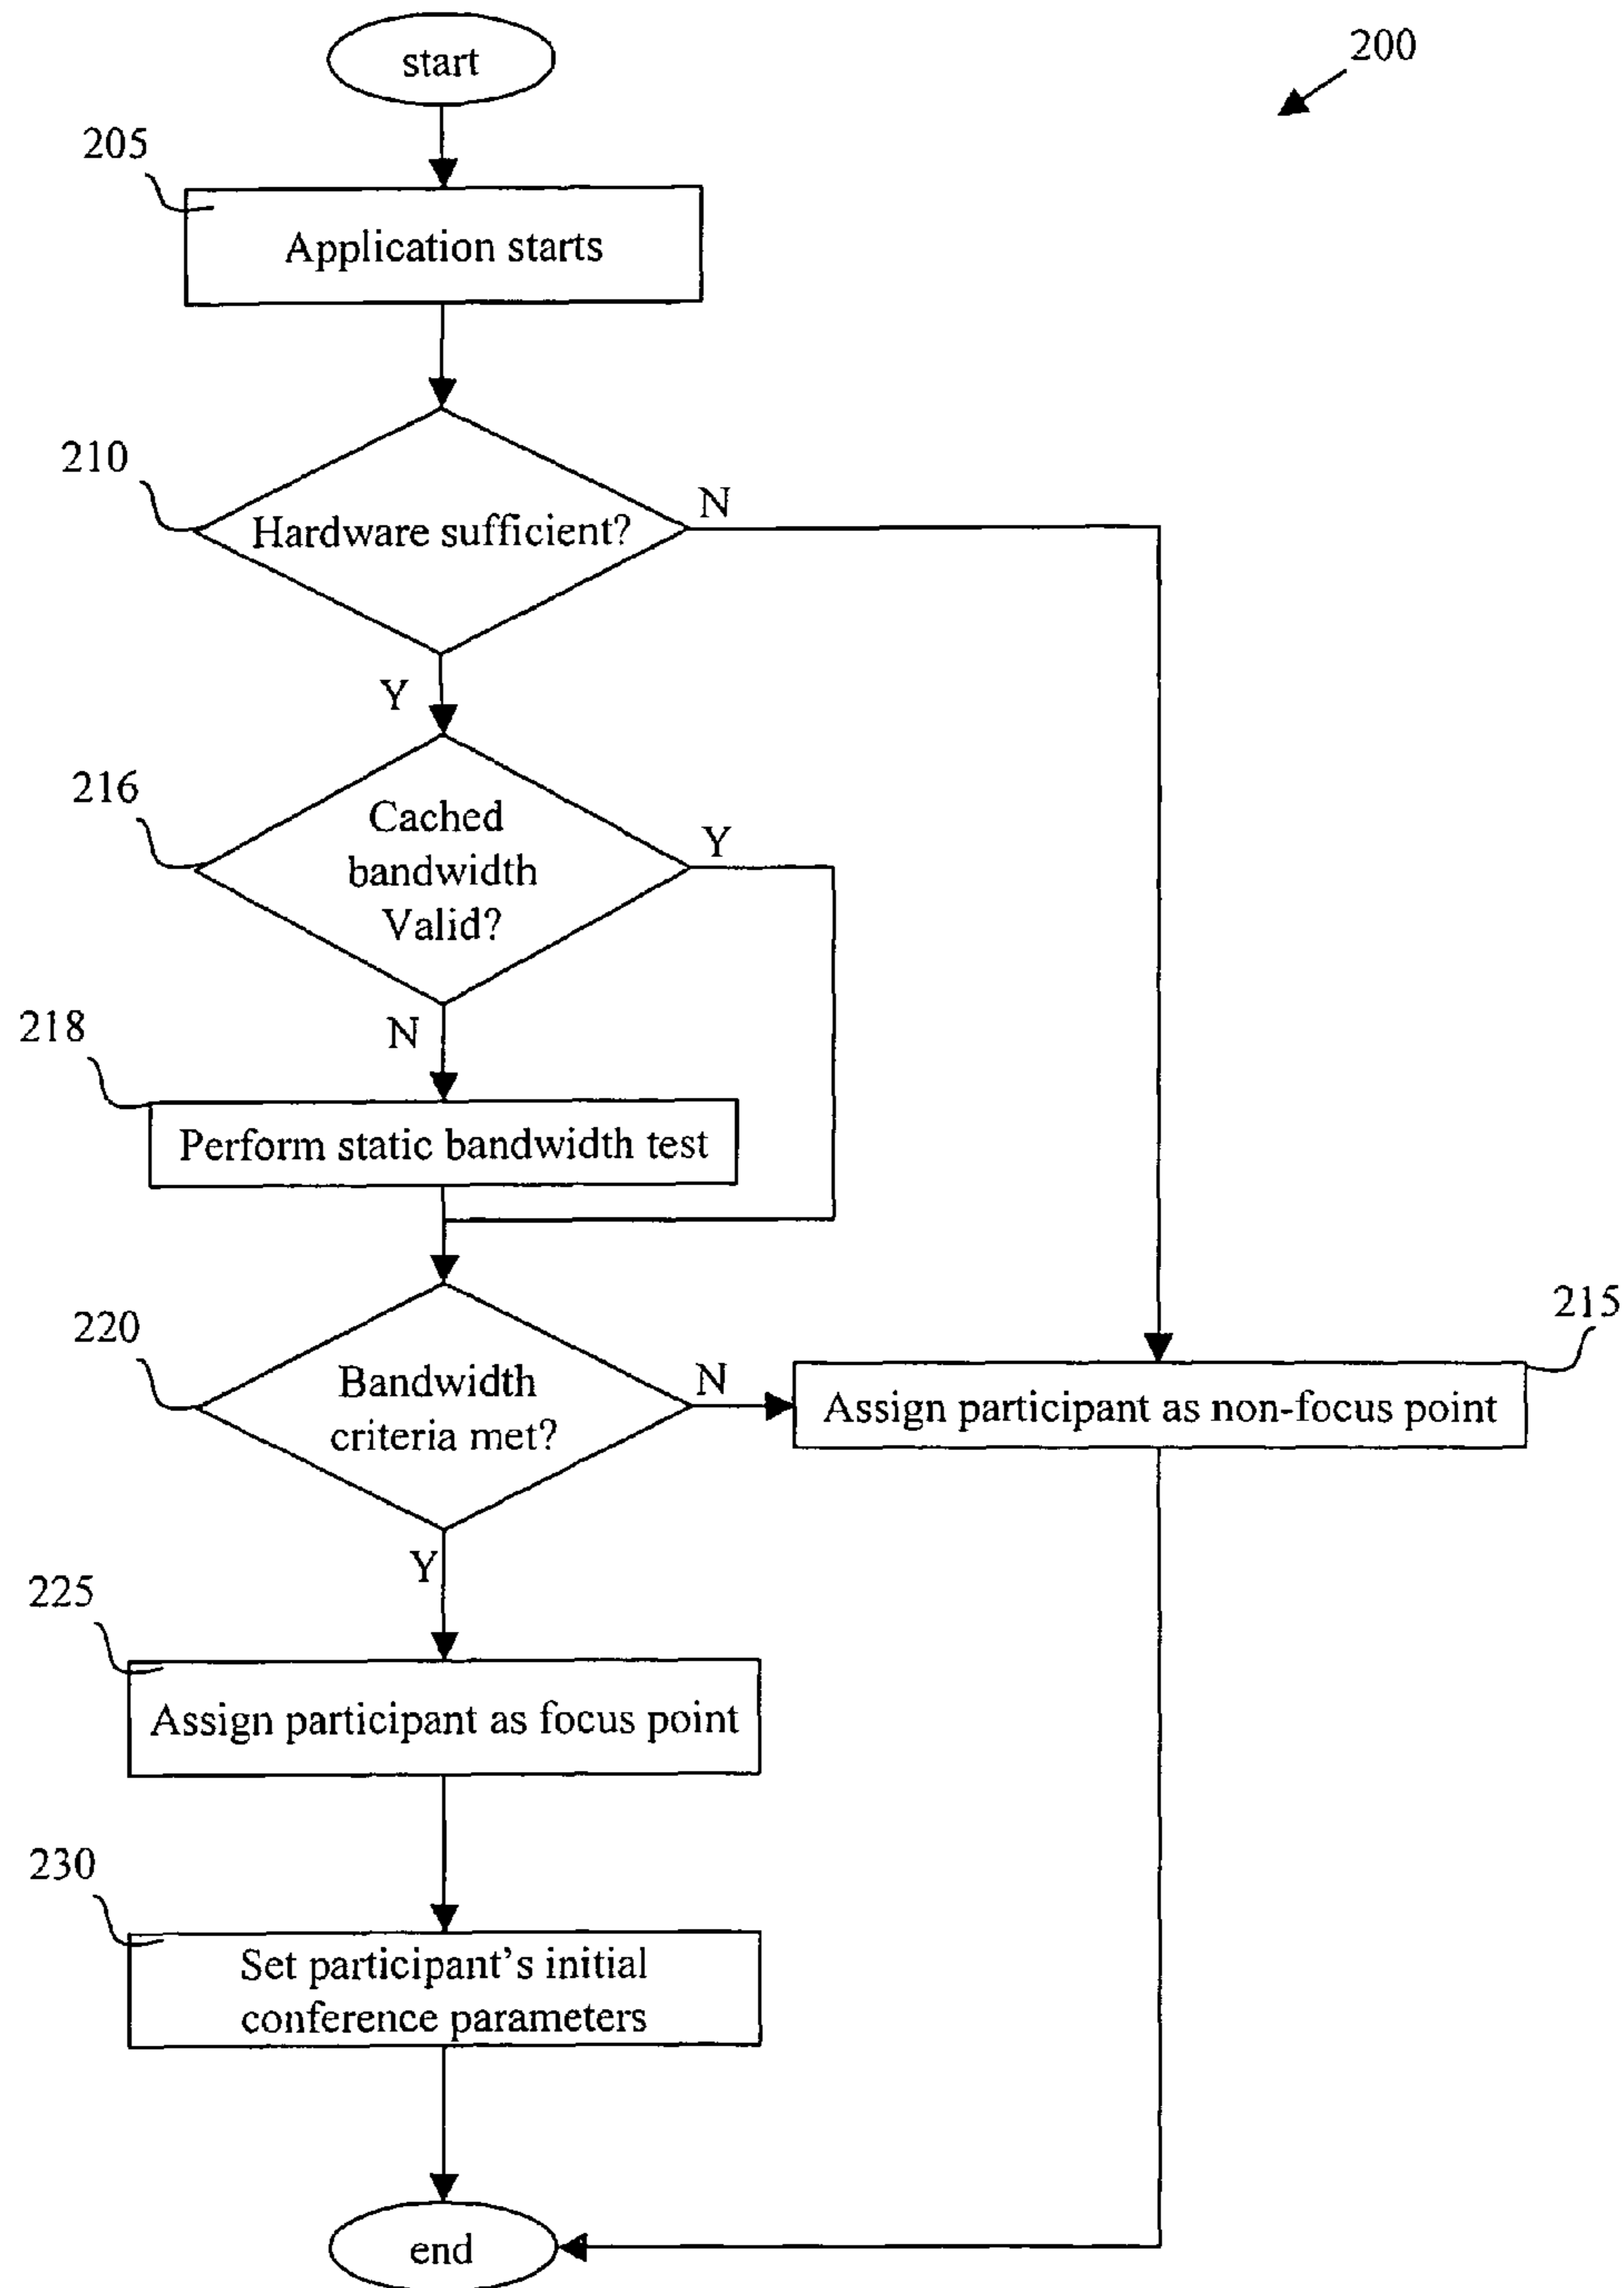 start
200
205
Application starts
210
Hardware sufficient?
N
Y
216
Cached
bandwidth
Valid?
Y
N
218
Perform static bandwidth test
220
Bandwidth
criteria met?
N
215
Assign participant as non-focus point
Y
225
Assign participant as focus point
230
Set participant’s initial
conference parameters
end